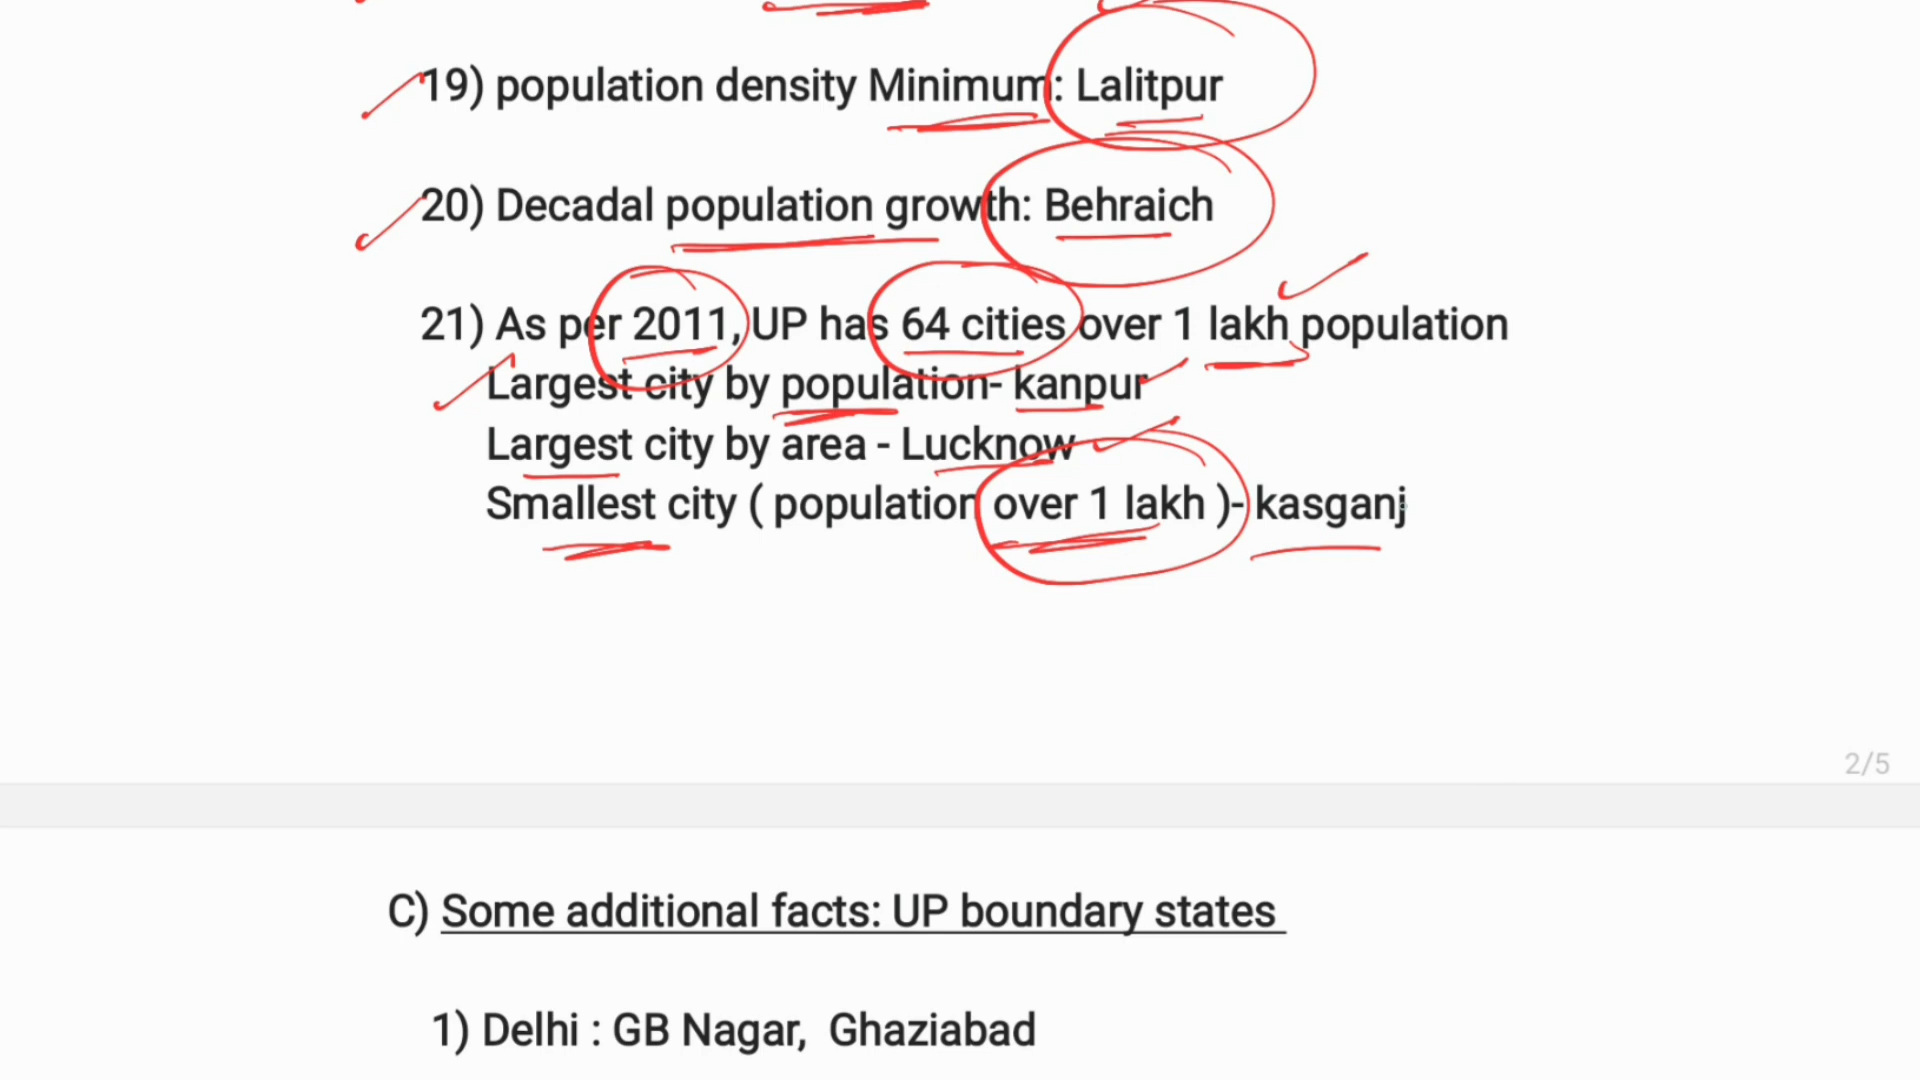 19) population density Minimum: Lalitpur
20) Decadal population growth: Behraich
21) As per 2011, UP has 64 cities over 1 lakh population
Largest city by population- kanpur
Largest city by area - Lucknow
Smallest city ( population over 1 lakh )- kasganj
2/5
C) Some additional facts: UP boundary states
1) Delhi : GB Nagar, Ghaziabad